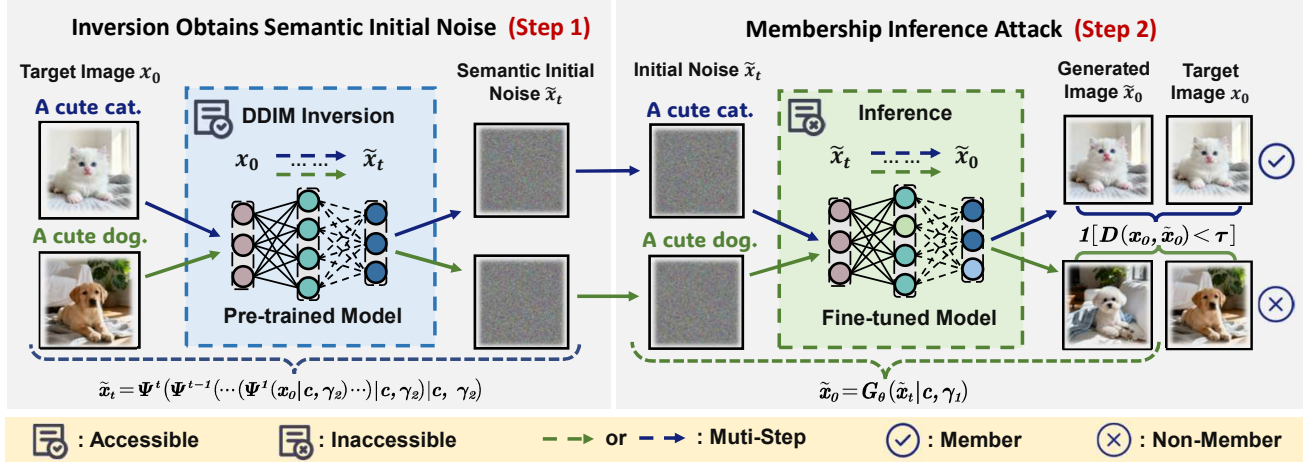 Inversion Obtains Semantic Initial Noise (Step 1)
Target Image x₀
A cute cat.
A cute dog.
DDIM Inversion
x₀ ... ... x̃ₜ
Pre-trained Model
Semantic Initial
Noise x̃ₜ
x̃ₜ = Ψᵗ(Ψᵗ⁻¹(⋯(Ψ¹(x₀|c, γ₂)⋯)|c, γ₂)|c, γ₂)
Membership Inference Attack (Step 2)
Initial Noise x̃ₜ
A cute cat.
A cute dog.
Inference
x̃ₜ ... ... x̃₀
Fine-tuned Model
Generated
Image x̃₀
Target
Image x₀
1[D(x₀, x̃₀) < τ]
x̃₀ = G_θ(x̃ₜ|c, γ₁)
: Accessible
: Inaccessible
or : Muti-Step
: Member
: Non-Member